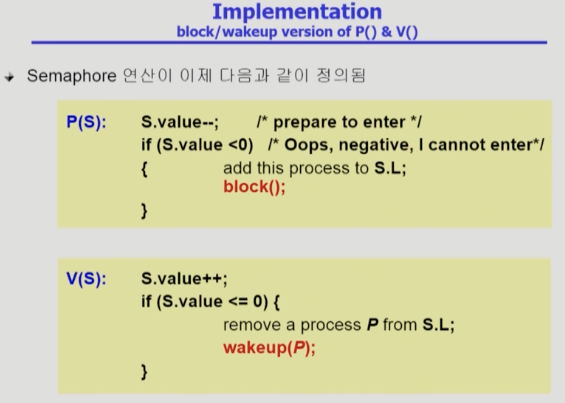 Implementation
block/wakeup version of P() & V()
Semaphore 연산이 이제 다음과 같이 정의됨
P(S): S.value--; /* prepare to enter */
if (S.value <0) /* Oops, negative, I cannot enter*/
{ add this process to S.L;
block();
}
V(S): S.value++;
if (S.value <= 0) {
remove a process P from S.L;
wakeup(P);
}